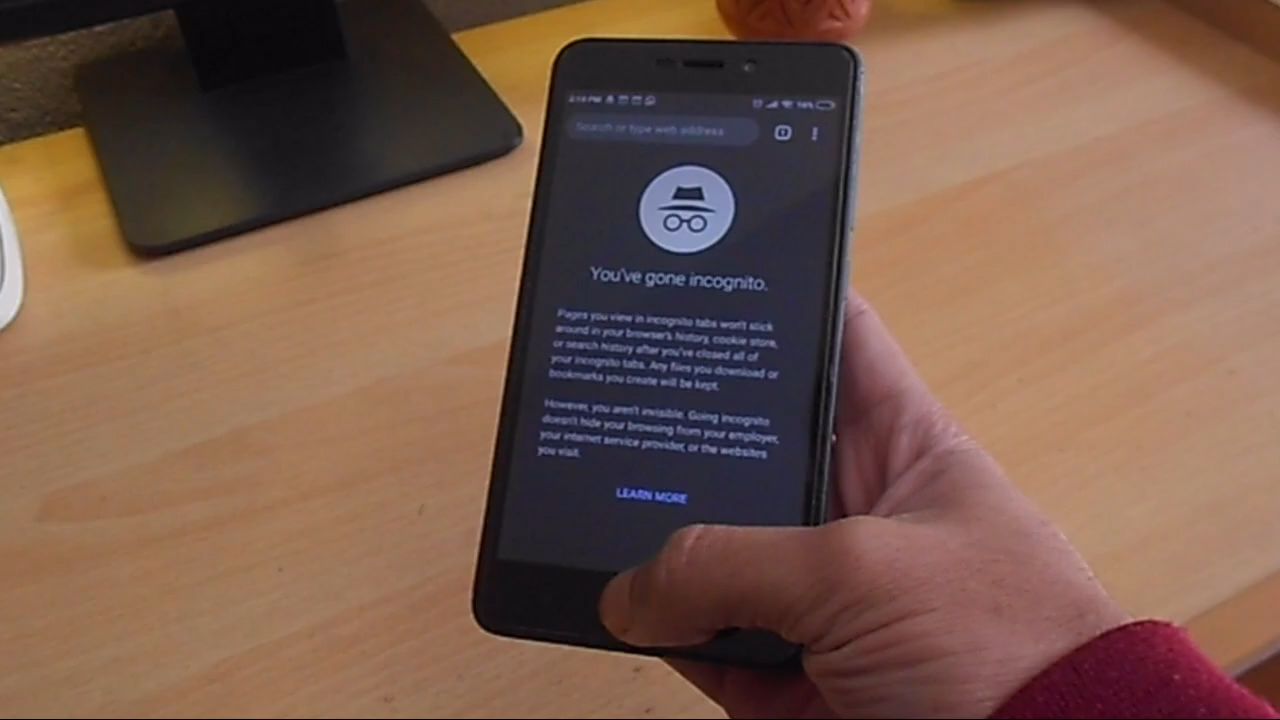 2:13 PM
Search or type web address
You've gone incognito.
Pages you view in incognito tabs won't stick
around in your browser's history, cookie store,
or search history after you've closed all of
your incognito tabs. Any files you download or
bookmarks you create will be kept.
However, you aren't invisible. Going incognito
doesn't hide your browsing from your employer,
your internet service provider, or the websites
you visit.
LEARN MORE